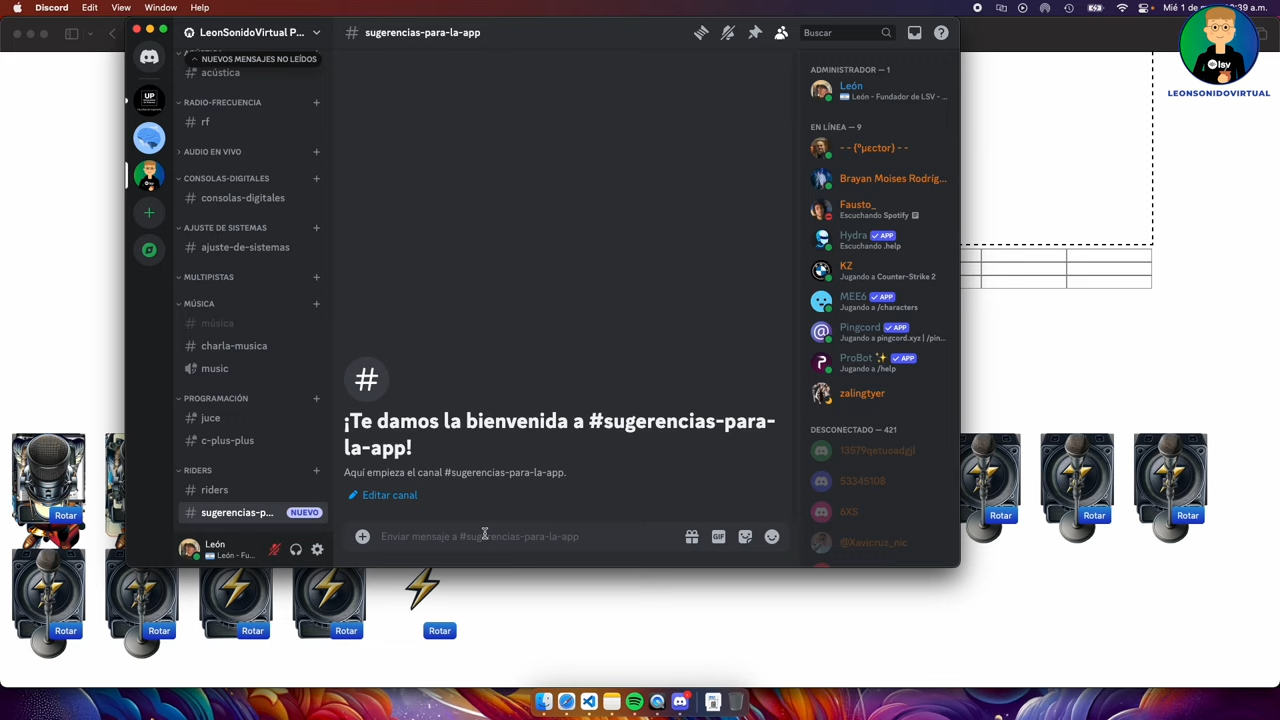 Discord Edit View Window Help
Mié 1 de m
:39 a.m.
lsv
LEONSONIDOVIRTUAL
LeonSonidoVirtual P...
NUEVOS MENSAJES NO LEÍDOS
acústica
RADIO-FRECUENCIA
rf
AUDIO EN VIVO
CONSOLAS-DIGITALES
consolas-digitales
AJUSTE DE SISTEMAS
ajuste-de-sistemas
MULTIPISTAS
MÚSICA
música
charla-musica
music
PROGRAMACIÓN
juce
c-plus-plus
RIDERS
riders
sugerencias-p... NUEVO
León
León - Fu...
UP
# sugerencias-para-la-app
Buscar
#
¡Te damos la bienvenida a #sugerencias-para-
la-app!
Aquí empieza el canal #sugerencias-para-la-app.
Editar canal
Enviar mensaje a #sugerencias-para-la-app
GIF
ADMINISTRADOR — 1
León
León - Fundador de LSV - ...
EN LÍNEA — 9
- - {ºµεctor} - -
Brayan Moises Rodríg...
Fausto_
Escuchando Spotify
Hydra APP
Escuchando .help
KZ
Jugando a Counter-Strike 2
MEE6 APP
Jugando a /characters
Pingcord APP
Jugando a pingcord.xyz | /pin...
ProBot ✨ APP
Jugando a /help
zalingtyer
DESCONECTADO — 421
13579qetuoadgjl
53345108
6XS
@Xavicruz_nic
Rotar
Rotar
Rotar
Rotar
Rotar
Rotar
Rotar
Rotar
Rotar